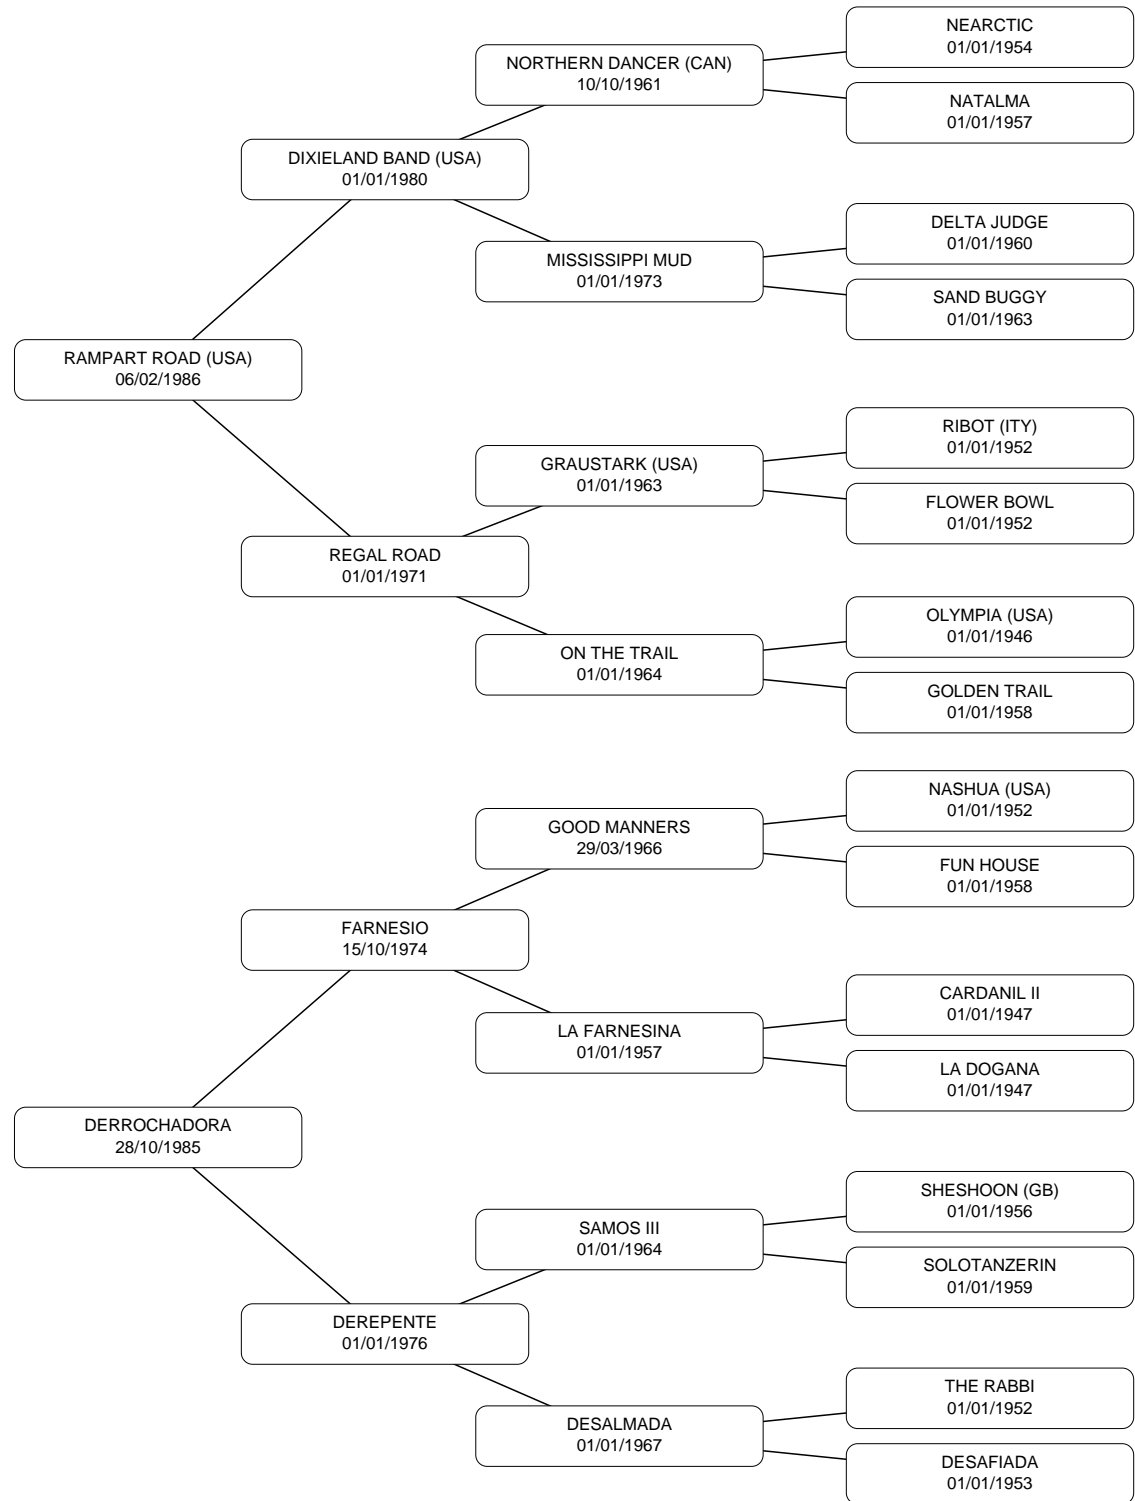 NEARCTIC
01/01/1954
NORTHERN DANCER (CAN)
10/10/1961
NATALMA
01/01/1957
DIXIELAND BAND (USA)
01/01/1980
DELTA JUDGE
01/01/1960
MISSISSIPPI MUD
01/01/1973
SAND BUGGY
01/01/1963
RAMPART ROAD (USA)
06/02/1986
RIBOT (ITY)
01/01/1952
GRAUSTARK (USA)
01/01/1963
FLOWER BOWL
01/01/1952
REGAL ROAD
01/01/1971
OLYMPIA (USA)
01/01/1946
ON THE TRAIL
01/01/1964
GOLDEN TRAIL
01/01/1958
NASHUA (USA)
01/01/1952
GOOD MANNERS
29/03/1966
FUN HOUSE
01/01/1958
FARNESIO
15/10/1974
CARDANIL II
01/01/1947
LA FARNESINA
01/01/1957
LA DOGANA
01/01/1947
DERROCHADORA
28/10/1985
SHESHOON (GB)
01/01/1956
SAMOS III
01/01/1964
SOLOTANZERIN
01/01/1959
DEREPENTE
01/01/1976
THE RABBI
01/01/1952
DESALMADA
01/01/1967
DESAFIADA
01/01/1953